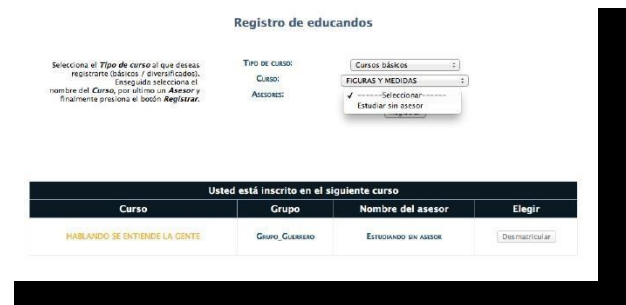 Registro de educandos
Selecciona el Tipo de curso al que deseas
registrarte (básicos / diversificados).
Enseguida selecciona el
nombre del Curso, por ultimo un Asesor y
finalmente presiona el botón Registrar.
TIPO DE CURSO:
Cursos básicos
CURSO:
FIGURAS Y MEDIDAS
ASESORES:
✓ ------Seleccionar------
Estudiar sin asesor
Registrar
Usted está inscrito en el siguiente curso
Curso Grupo Nombre del asesor Elegir
HABLANDO SE ENTIENDE LA GENTE GRUPO_GUERRERO ESTUDIANDO SIN ASESOR Desmatricular